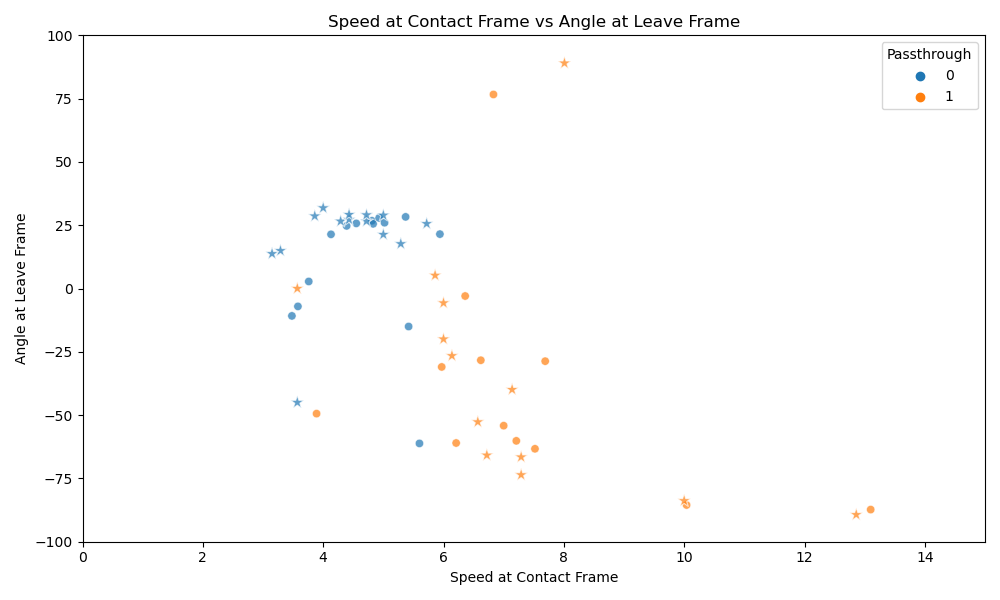 Speed at Contact Frame vs Angle at Leave Frame
Passthrough
0
1
Angle at Leave Frame
100
75
50
25
0
−25
−50
−75
−100
0 2 4 6 8 10 12 14
Speed at Contact Frame